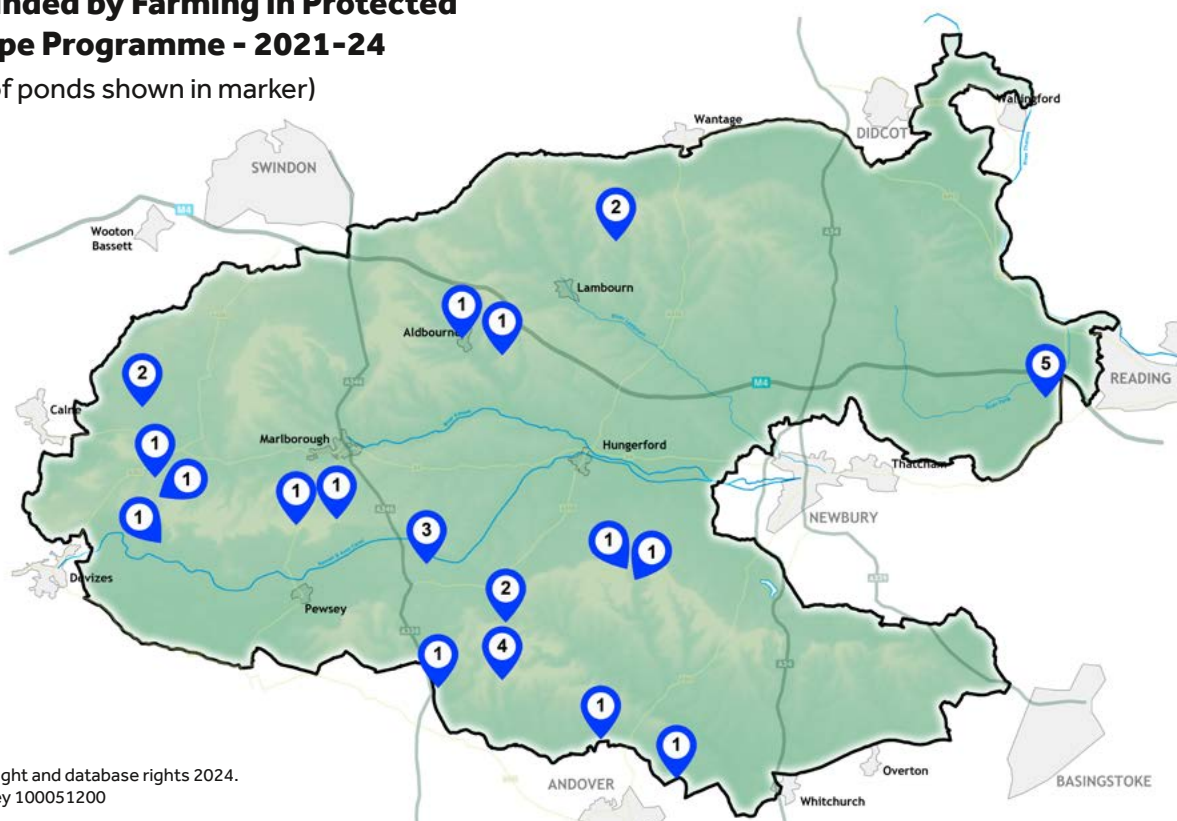 nded by Farming in Protected
pe Programme - 2021-24
of ponds shown in marker)
Wallingford
Wantage
DIDCOT
SWINDON
M4
Wooton
Bassett
2
Lambourn
1
1
Aldbourne
2
5
READING
M4
Calne
Marlborough
Hungerford
1
1
1
1
1
Thatcham
NEWBURY
3
1
1
Devizes
2
Pewsey
1
4
1
1
ght and database rights 2024.
ey 100051200
ANDOVER
Overton
BASINGSTOKE
Whitchurch